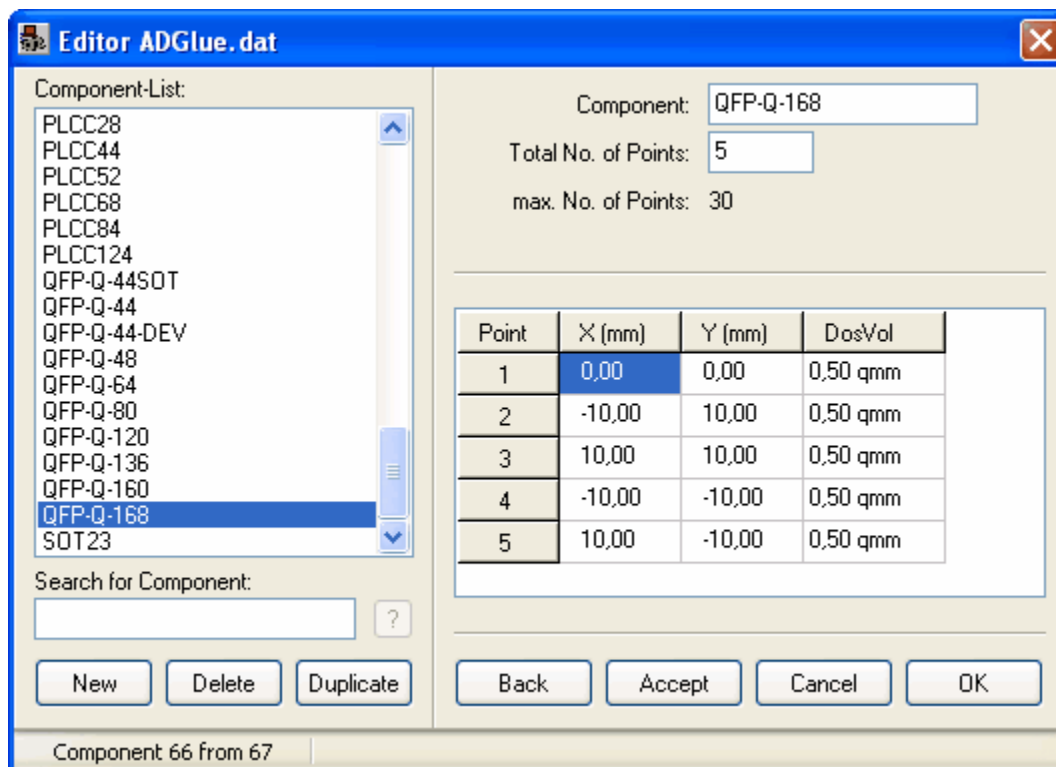 Editor ADGlue.dat
Component-List:
PLCC28
PLCC44
PLCC52
PLCC68
PLCC84
PLCC124
QFP-Q-44SOT
QFP-Q-44
QFP-Q-44-DEV
QFP-Q-48
QFP-Q-64
QFP-Q-80
QFP-Q-120
QFP-Q-136
QFP-Q-160
QFP-Q-168
SOT23
Search for Component:
?
New Delete Duplicate
Component: QFP-Q-168
Total No. of Points: 5
max. No. of Points: 30
Point X (mm) Y (mm) DosVol
1 0,00 0,00 0,50 qmm
2 -10,00 10,00 0,50 qmm
3 10,00 10,00 0,50 qmm
4 -10,00 -10,00 0,50 qmm
5 10,00 -10,00 0,50 qmm
Back Accept Cancel OK
Component 66 from 67